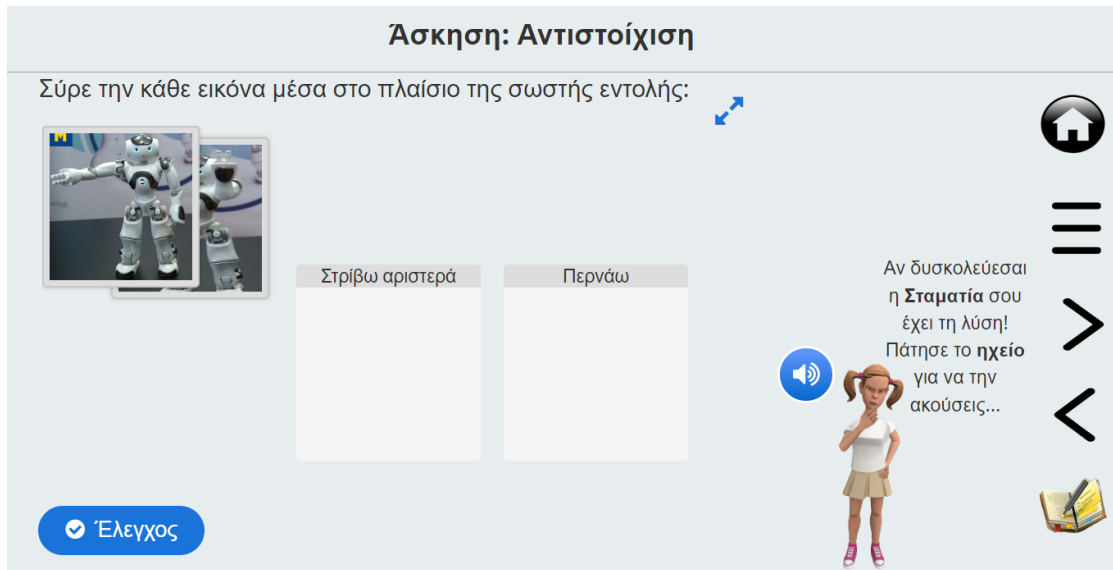 Άσκηση: Αντιστοίχιση
Σύρε την κάθε εικόνα μέσα στο πλαίσιο της σωστής εντολής:
M
Στρίβω αριστερά
Περνάω
Αν δυσκολεύεσαι
η Σταματία σου
έχει τη λύση!
Πάτησε το ηχείο
για να την
ακούσεις...
Έλεγχος